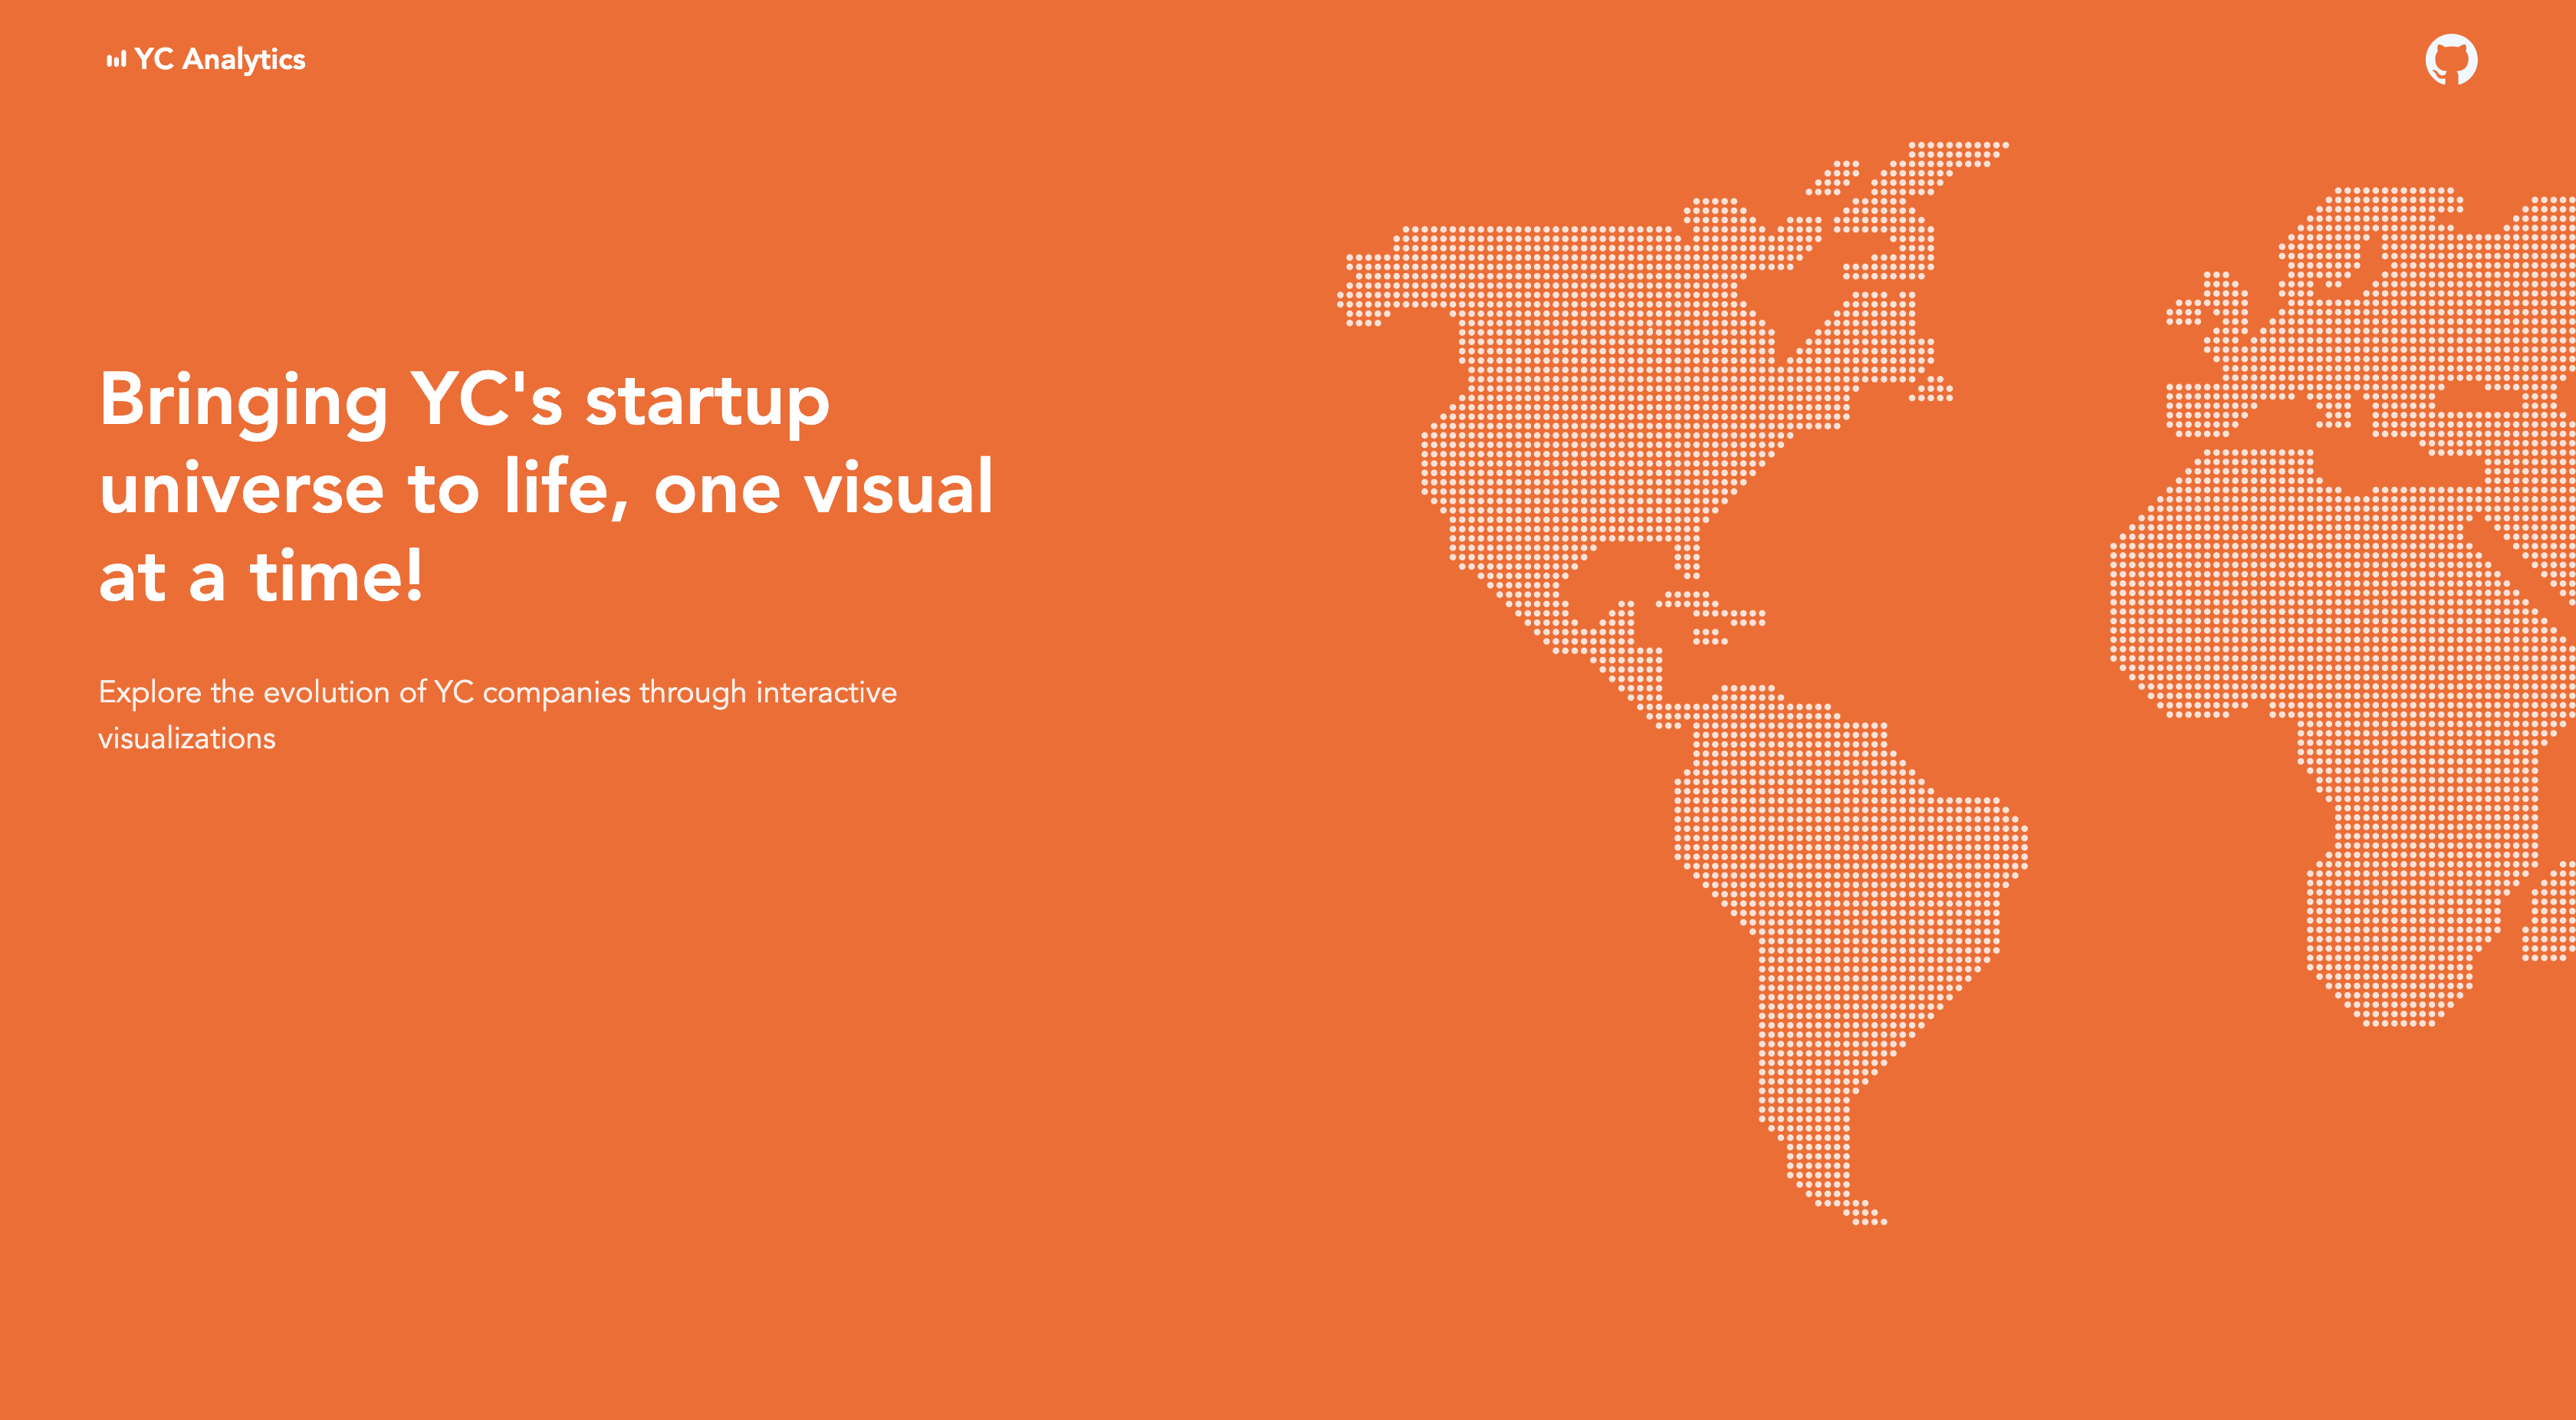 YC Analytics
Bringing YC's startup
universe to life, one visual
at a time!
Explore the evolution of YC companies through interactive
visualizations